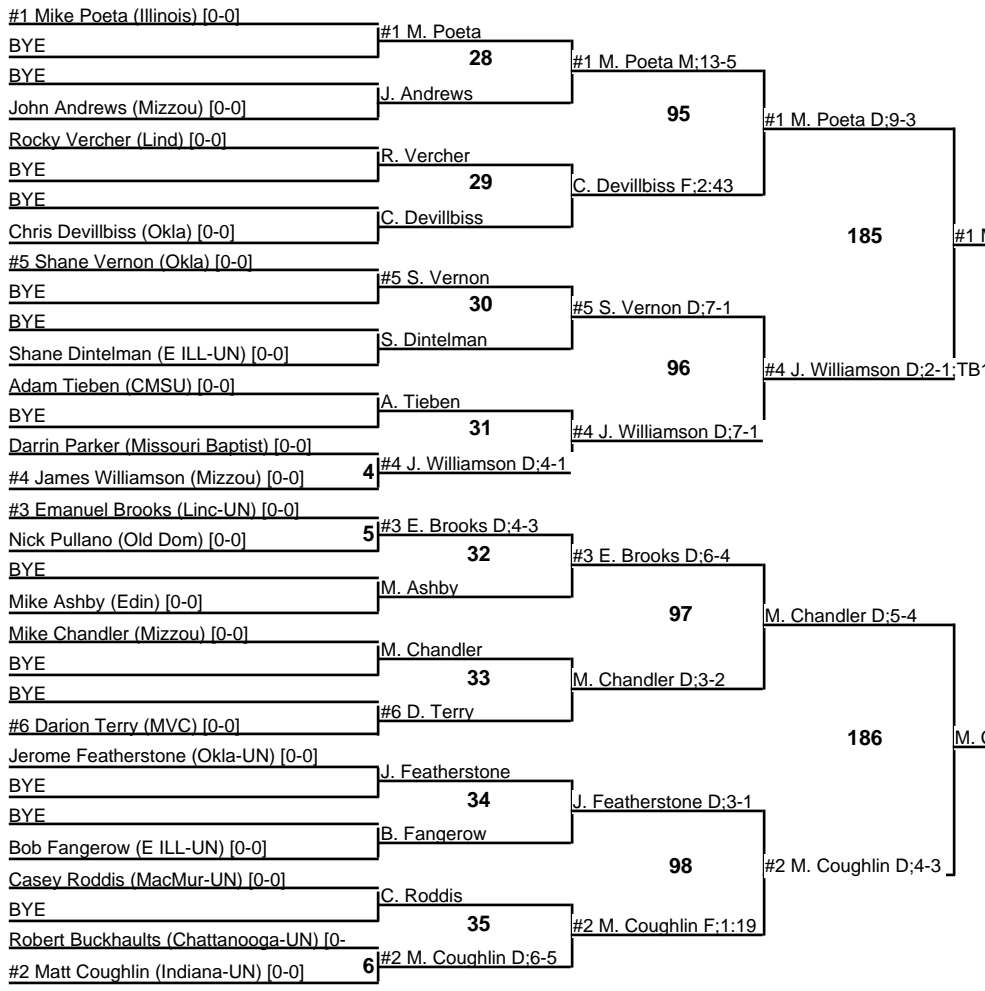 #1 Mike Poeta (Illinois) [0-0]
BYE
BYE
John Andrews (Mizzou) [0-0]
Rocky Vercher (Lind) [0-0]
BYE
BYE
Chris Devillbiss (Okla) [0-0]
#5 Shane Vernon (Okla) [0-0]
BYE
BYE
Shane Dintelman (E ILL-UN) [0-0]
Adam Tieben (CMSU) [0-0]
BYE
Darrin Parker (Missouri Baptist) [0-0]
#4 James Williamson (Mizzou) [0-0]
4
#3 Emanuel Brooks (Linc-UN) [0-0]
Nick Pullano (Old Dom) [0-0]
5
BYE
Mike Ashby (Edin) [0-0]
Mike Chandler (Mizzou) [0-0]
BYE
BYE
#6 Darion Terry (MVC) [0-0]
Jerome Featherstone (Okla-UN) [0-0]
BYE
BYE
Bob Fangerow (E ILL-UN) [0-0]
Casey Roddis (MacMur-UN) [0-0]
BYE
Robert Buckhaults (Chattanooga-UN) [0-
#2 Matt Coughlin (Indiana-UN) [0-0]
6
#1 M. Poeta
28
J. Andrews
R. Vercher
29
C. Devillbiss
#5 S. Vernon
30
S. Dintelman
A. Tieben
31
#4 J. Williamson D;4-1
#3 E. Brooks D;4-3
32
M. Ashby
M. Chandler
33
#6 D. Terry
J. Featherstone
34
B. Fangerow
C. Roddis
35
#2 M. Coughlin D;6-5
#1 M. Poeta M;13-5
95
C. Devillbiss F;2:43
#5 S. Vernon D;7-1
96
#4 J. Williamson D;7-1
#3 E. Brooks D;6-4
97
M. Chandler D;3-2
J. Featherstone D;3-1
98
#2 M. Coughlin F;1:19
#1 M. Poeta D;9-3
185
#4 J. Williamson D;2-1;TB1
M. Chandler D;5-4
186
#2 M. Coughlin D;4-3
#1 M
M. C